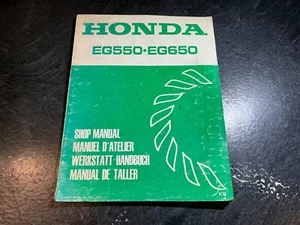 HONDA
EG550·EG650
SHOP MANUAL
MANUEL D'ATELIER
WERKSTATT-HANDBUCH
MANUAL DE TALLER